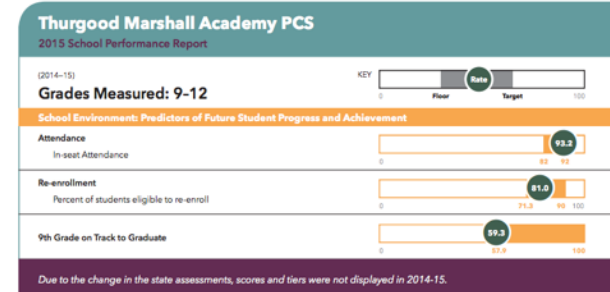 Thurgood Marshall Academy PCS
2015 School Performance Report
(2014–15)
KEY
Rate
Grades Measured: 9–12
0 Floor Target 100
School Environment: Predictors of Future Student Progress and Achievement
Attendance
93.2
In-seat Attendance
0 82 92
Re-enrollment
81.0
Percent of students eligible to re-enroll
0 71.3 90 100
59.3
9th Grade on Track to Graduate
0 57.9 100
Due to the change in the state assessments, scores and tiers were not displayed in 2014-15.